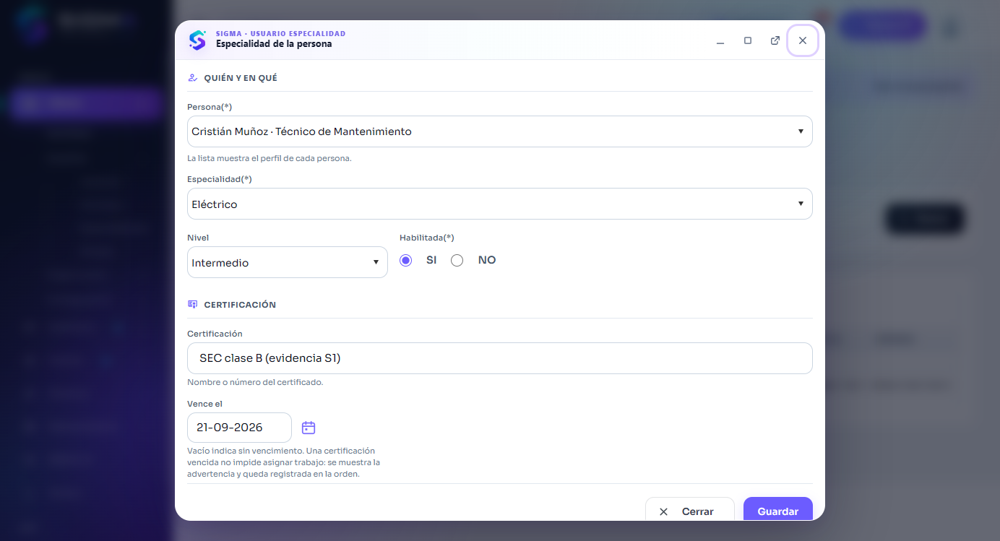 SIGMA · USUARIO ESPECIALIDAD
Especialidad de la persona
QUIÉN Y EN QUÉ
Persona(*)
Cristián Muñoz · Técnico de Mantenimiento
La lista muestra el perfil de cada persona.
Especialidad(*)
Eléctrico
Nivel
Habilitada(*)
Intermedio
SI
NO
CERTIFICACIÓN
Certificación
SEC clase B (evidencia S1)
Nombre o número del certificado.
Vence el
21-09-2026
Vacío indica sin vencimiento. Una certificación
vencida no impide asignar trabajo: se muestra la
advertencia y queda registrada en la orden.
Cerrar
Guardar